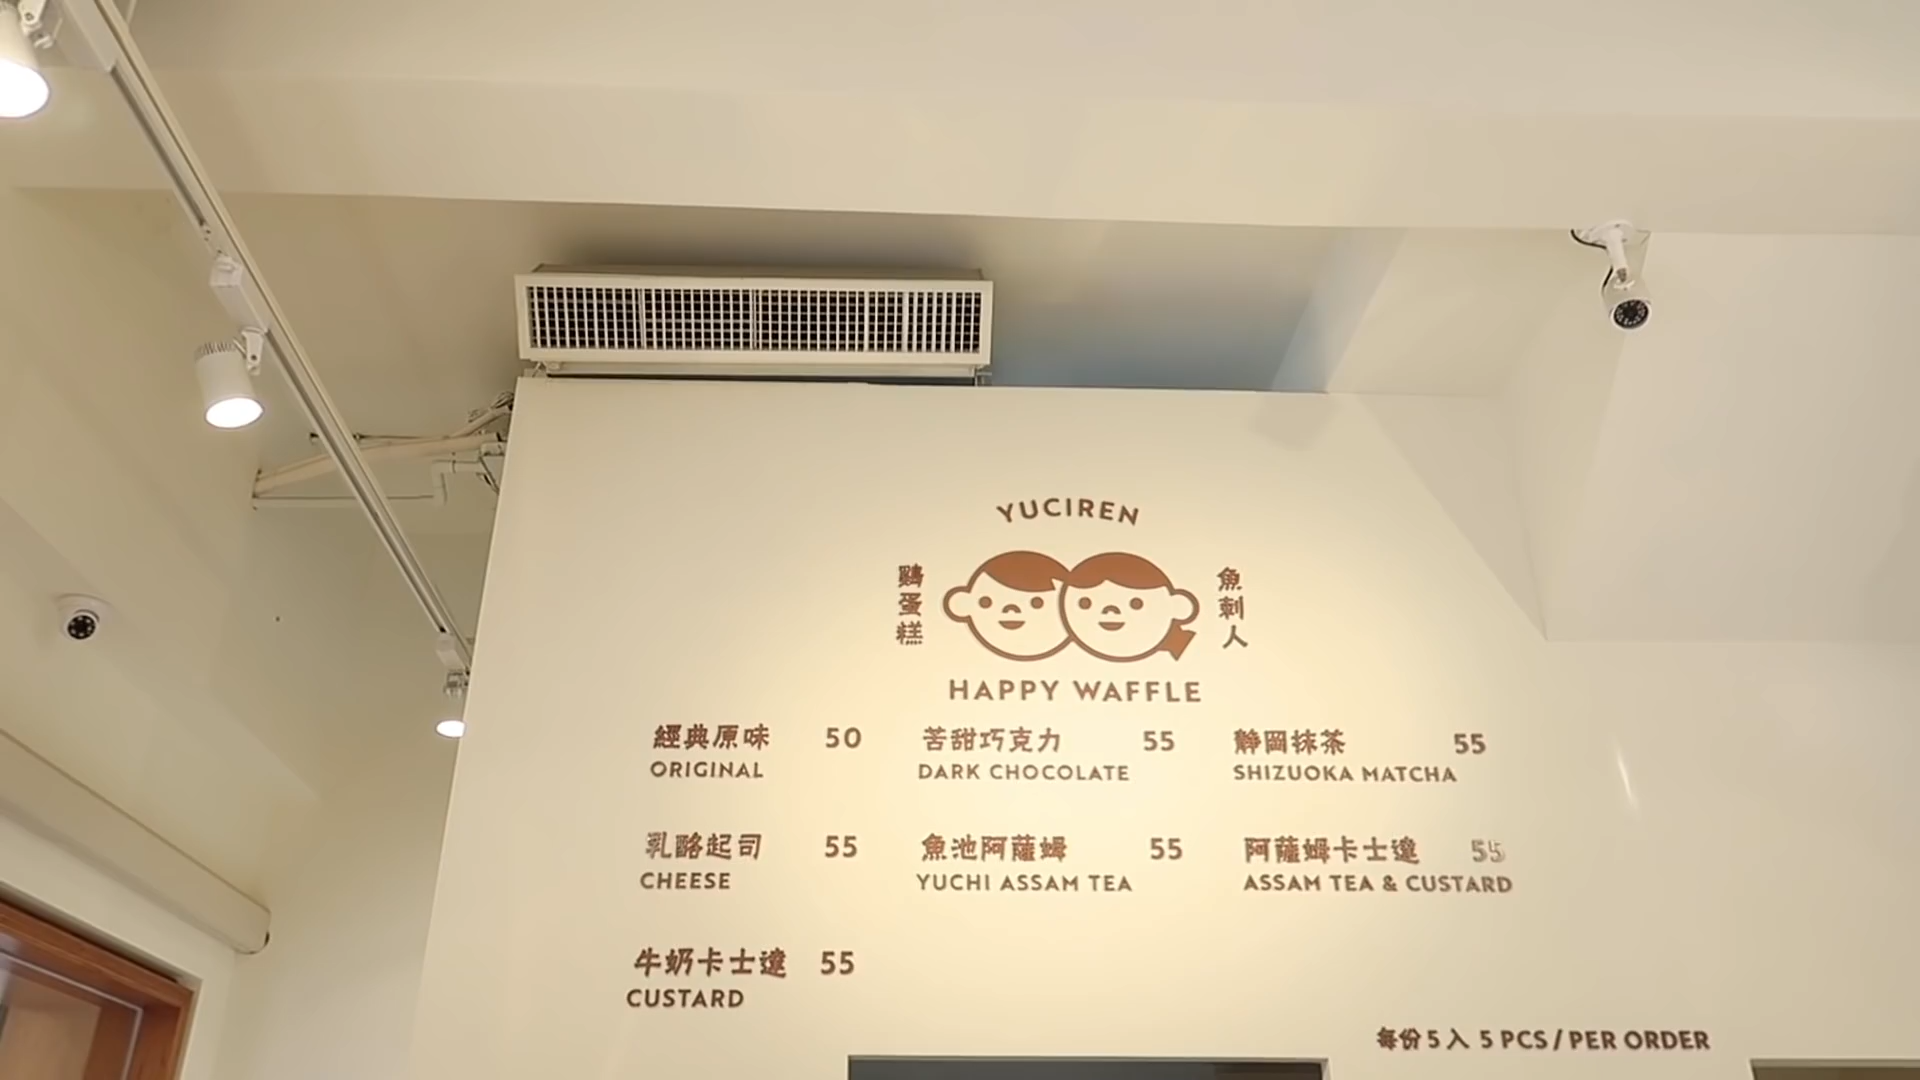 YUCIREN
鷄蛋糕
魚刺人
HAPPY WAFFLE
經典原味 50
ORIGINAL
苦甜巧克力 55
DARK CHOCOLATE
靜岡抹茶 55
SHIZUOKA MATCHA
乳酪起司 55
CHEESE
魚池阿薩姆 55
YUCHI ASSAM TEA
阿薩姆卡士達 55
ASSAM TEA & CUSTARD
牛奶卡士達 55
CUSTARD
每份5入 5 PCS / PER ORDER